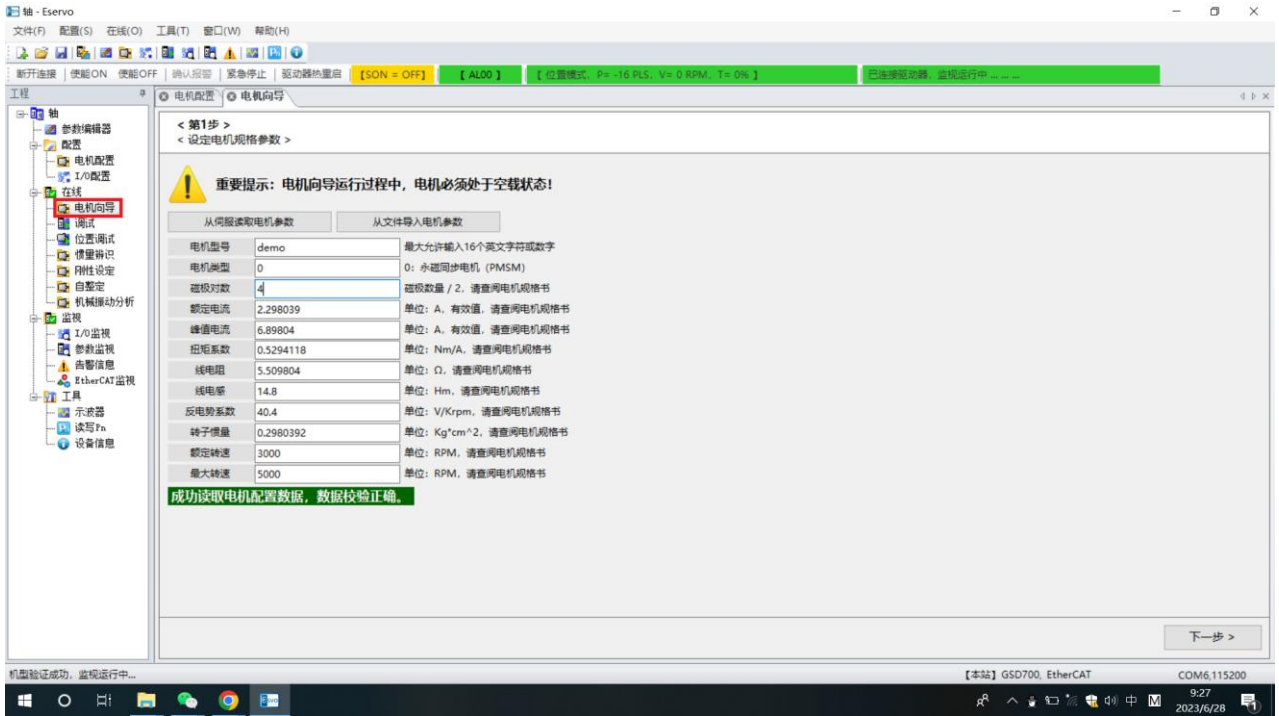 轴 - Eservo
文件(F) 配置(S) 在线(O) 工具(T) 窗口(W) 帮助(H)
断开连接 使能ON 使能OFF 确认报警 紧急停止 驱动器热重启 【SON = OFF】 【 AL00 】 【 位置模式, P= -16 PLS, V= 0 RPM, T= 0% 】 已连接驱动器, 监视运行中 ... ... ...
工程
电机配置 电机向导
轴
参数编辑器
配置
电机配置
I/O配置
在线
电机向导
调试
位置调试
惯量辨识
刚性设定
自整定
机械振动分析
监视
I/O监视
参数监视
告警信息
EtherCAT监视
工具
示波器
读写Pn
设备信息
< 第1步 >
< 设定电机规格参数 >
重要提示：电机向导运行过程中，电机必须处于空载状态！
从伺服读取电机参数 从文件导入电机参数
电机型号 demo 最大允许输入16个英文字符或数字
电机类型 0 0: 永磁同步电机 (PMSM)
磁极对数 4 磁极数量 / 2, 请查阅电机规格书
额定电流 2.298039 单位: A, 有效值, 请查阅电机规格书
峰值电流 6.89804 单位: A, 有效值, 请查阅电机规格书
扭矩系数 0.5294118 单位: Nm/A, 请查阅电机规格书
线电阻 5.509804 单位: Ω, 请查阅电机规格书
线电感 14.8 单位: Hm, 请查阅电机规格书
反电势系数 40.4 单位: V/Krpm, 请查阅电机规格书
转子惯量 0.2980392 单位: Kg*cm^2, 请查阅电机规格书
额定转速 3000 单位: RPM, 请查阅电机规格书
最大转速 5000 单位: RPM, 请查阅电机规格书
成功读取电机配置数据，数据校验正确。
下一步 >
机型验证成功, 监视运行中... 【本站】 GSD700, EtherCAT COM6,115200
中 M 9:27
2023/6/28